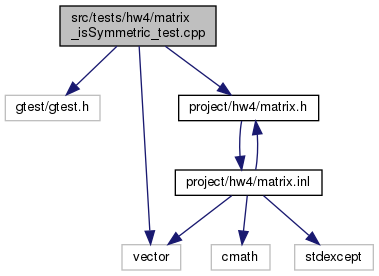 src/tests/hw4/matrix
_isSymmetric_test.cpp
gtest/gtest.h
project/hw4/matrix.h
project/hw4/matrix.inl
vector
cmath
stdexcept